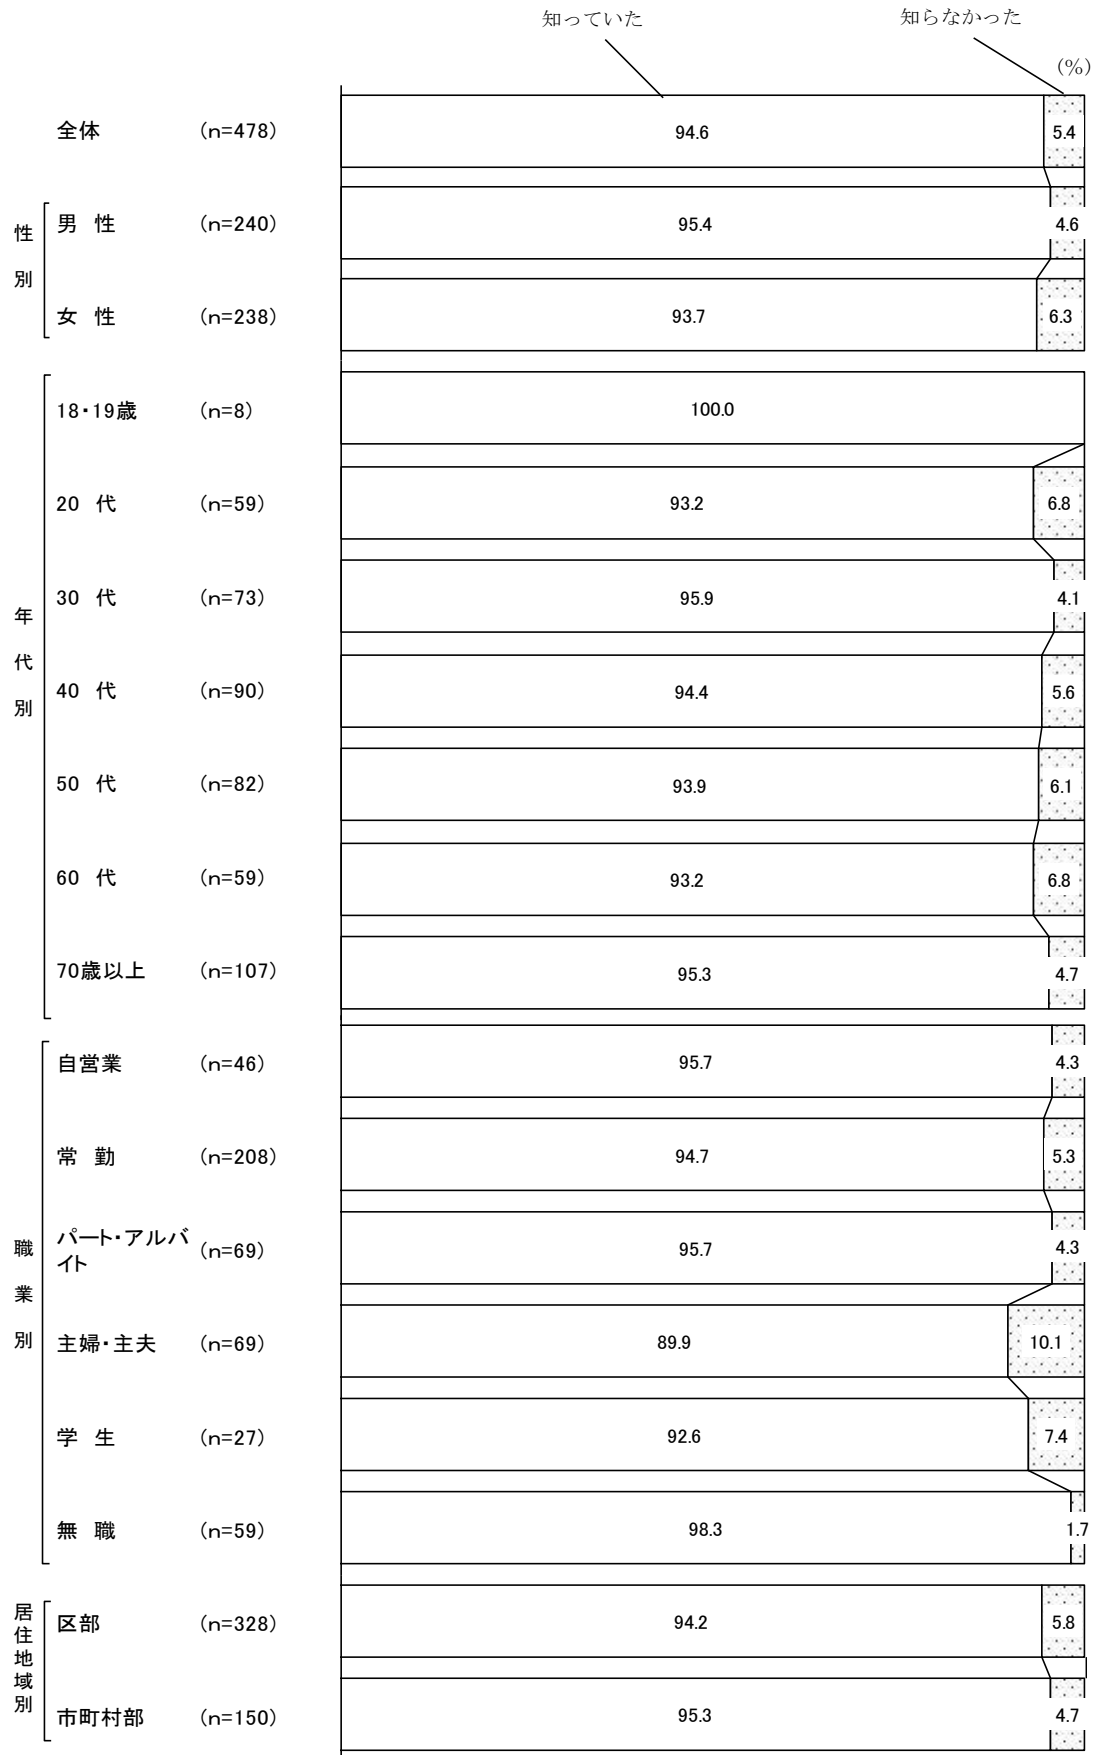 知っていた 知らなかった
(%)
全体 (n=478) 94.6 5.4
性別
男 性 (n=240) 95.4 4.6
女 性 (n=238) 93.7 6.3
年代別
18・19歳 (n=8) 100.0
20 代 (n=59) 93.2 6.8
30 代 (n=73) 95.9 4.1
40 代 (n=90) 94.4 5.6
50 代 (n=82) 93.9 6.1
60 代 (n=59) 93.2 6.8
70歳以上 (n=107) 95.3 4.7
職業別
自営業 (n=46) 95.7 4.3
常 勤 (n=208) 94.7 5.3
パート・アルバ
イト (n=69) 95.7 4.3
主婦・主夫 (n=69) 89.9 10.1
学 生 (n=27) 92.6 7.4
無 職 (n=59) 98.3 1.7
居住地域別
区部 (n=328) 94.2 5.8
市町村部 (n=150) 95.3 4.7